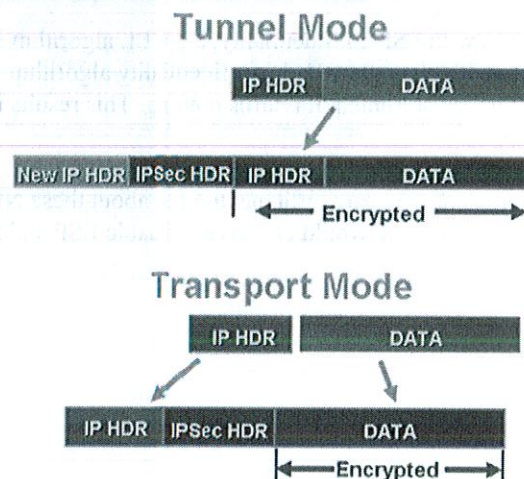 Tunnel Mode
IP HDR DATA
New IP HDR IPSec HDR IP HDR DATA
Encrypted
Transport Mode
IP HDR DATA
IP HDR IPSec HDR DATA
Encrypted